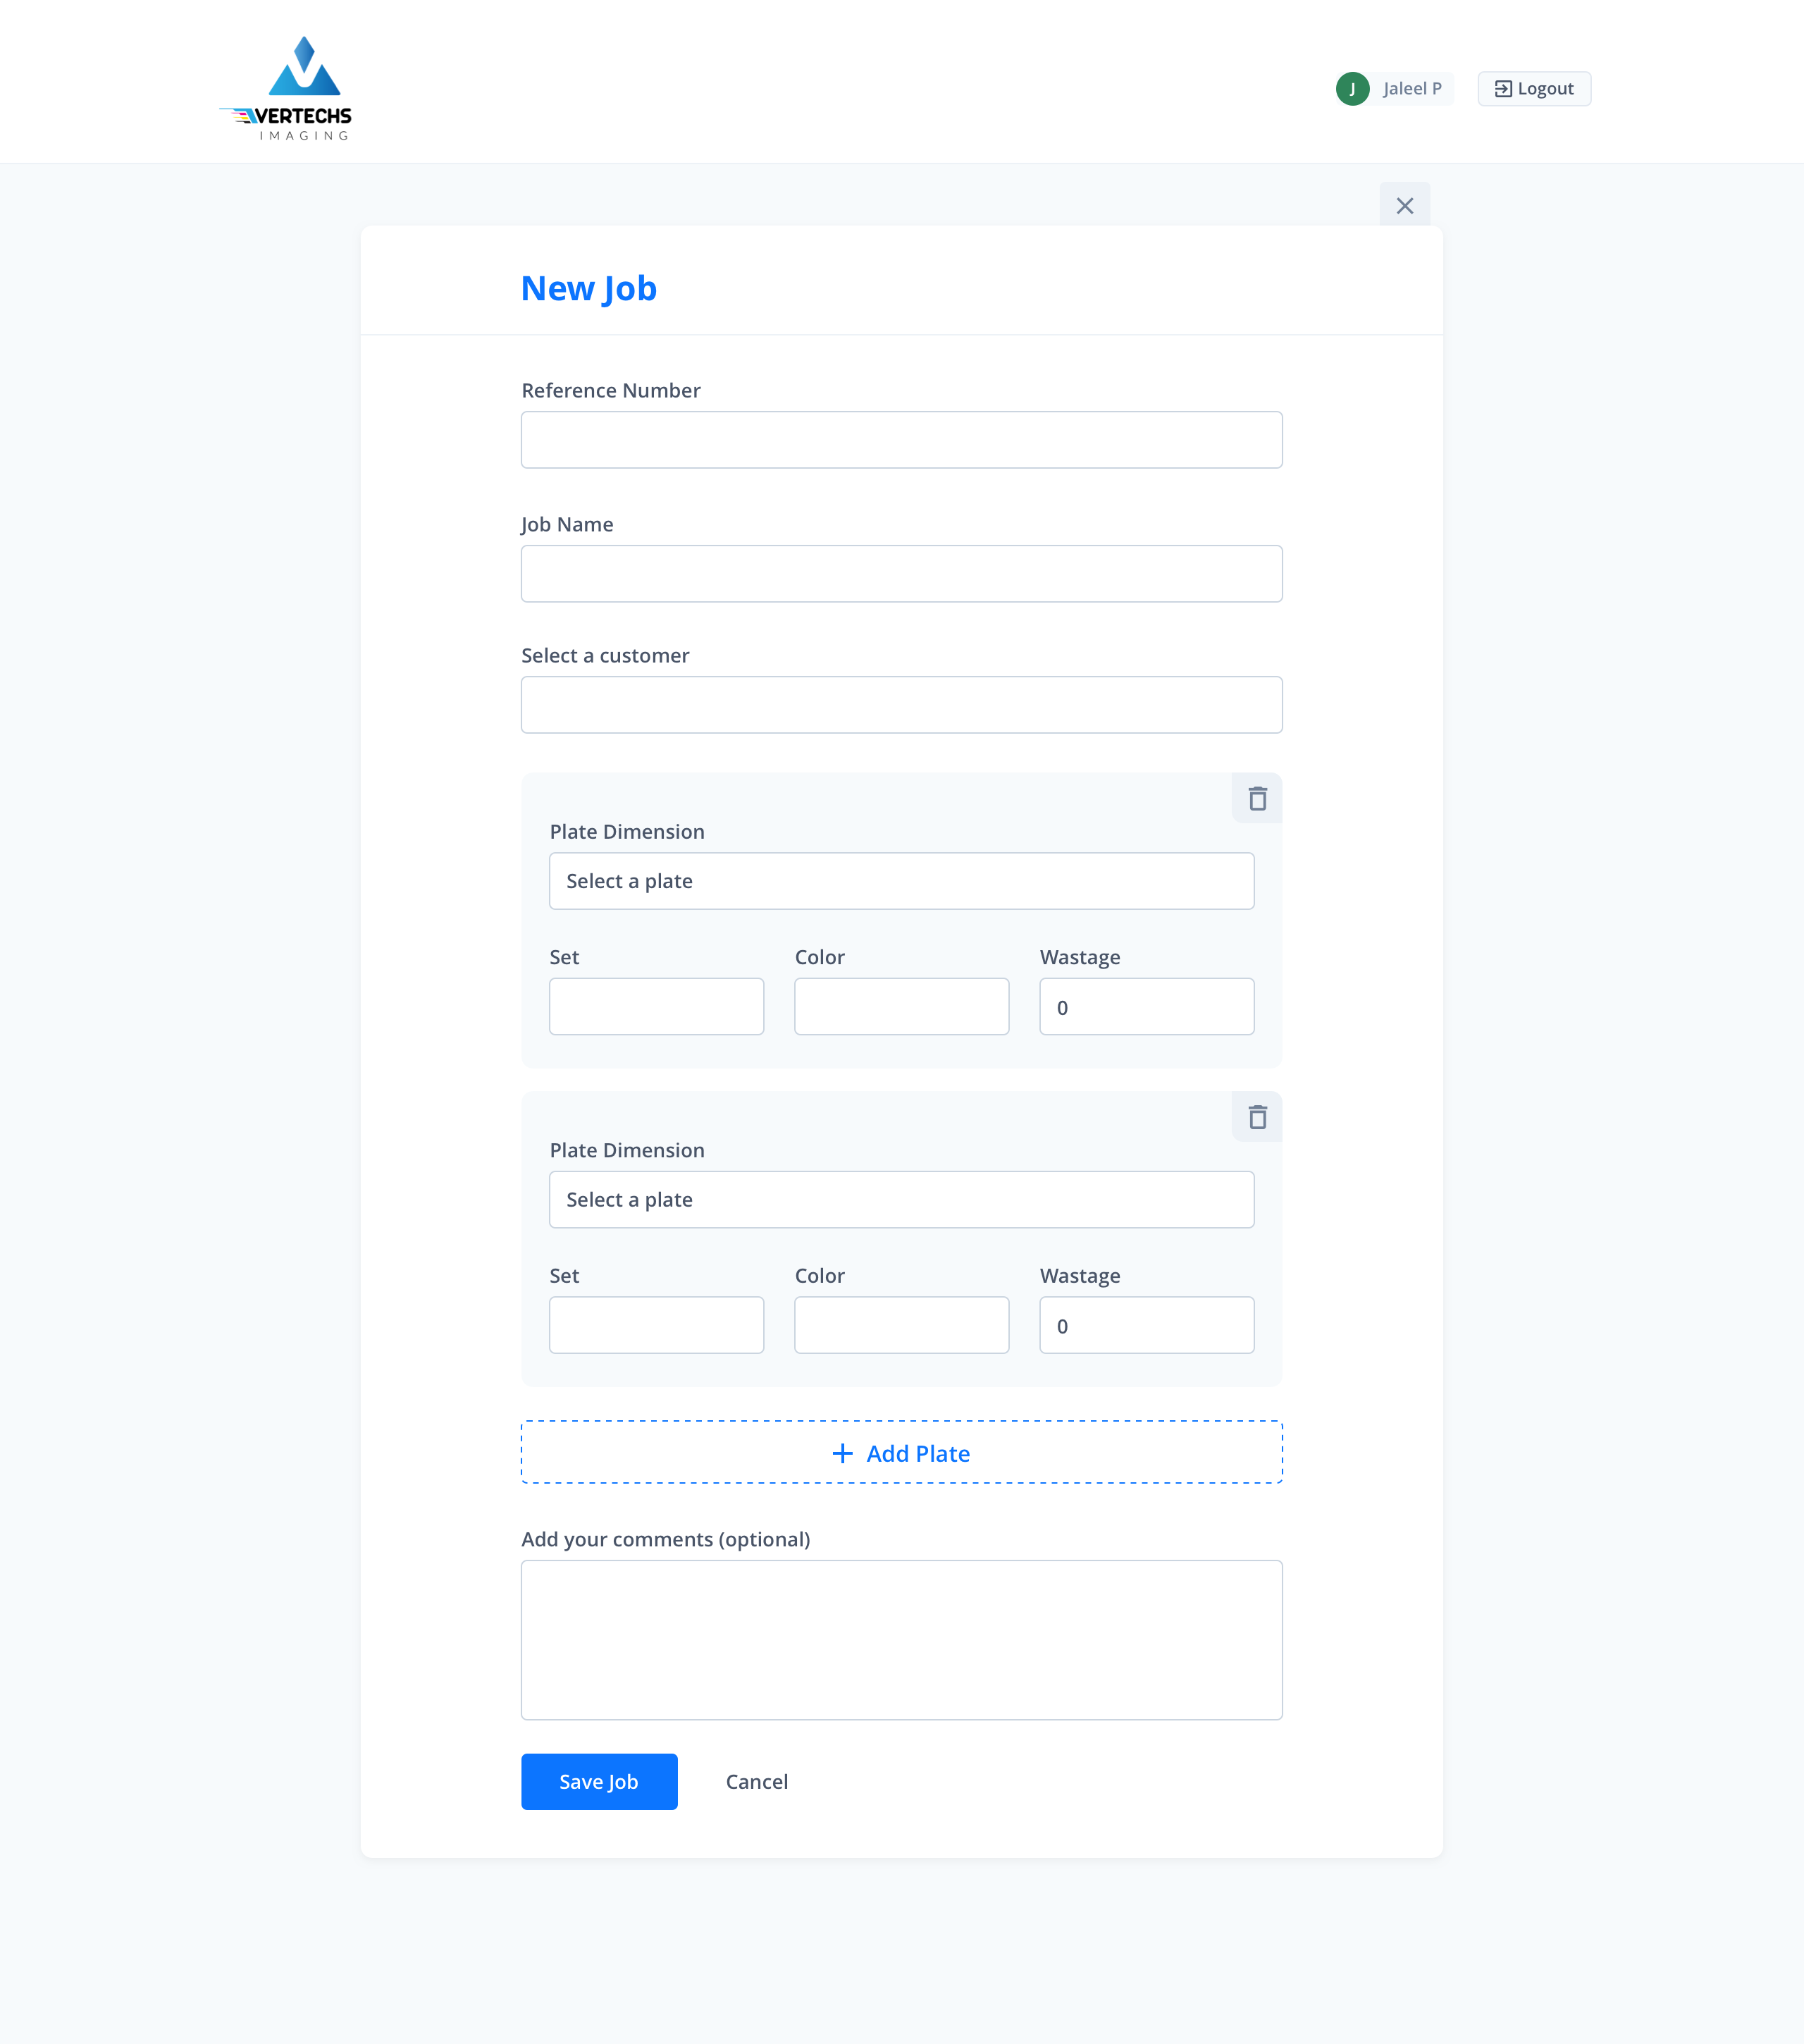 VERTECHS
IMAGING
J
Jaleel P
Logout
New Job
Reference Number
Job Name
Select a customer
Plate Dimension
Select a plate
Set
Color
Wastage
0
Plate Dimension
Select a plate
Set
Color
Wastage
0
Add Plate
Add your comments (optional)
Save Job
Cancel